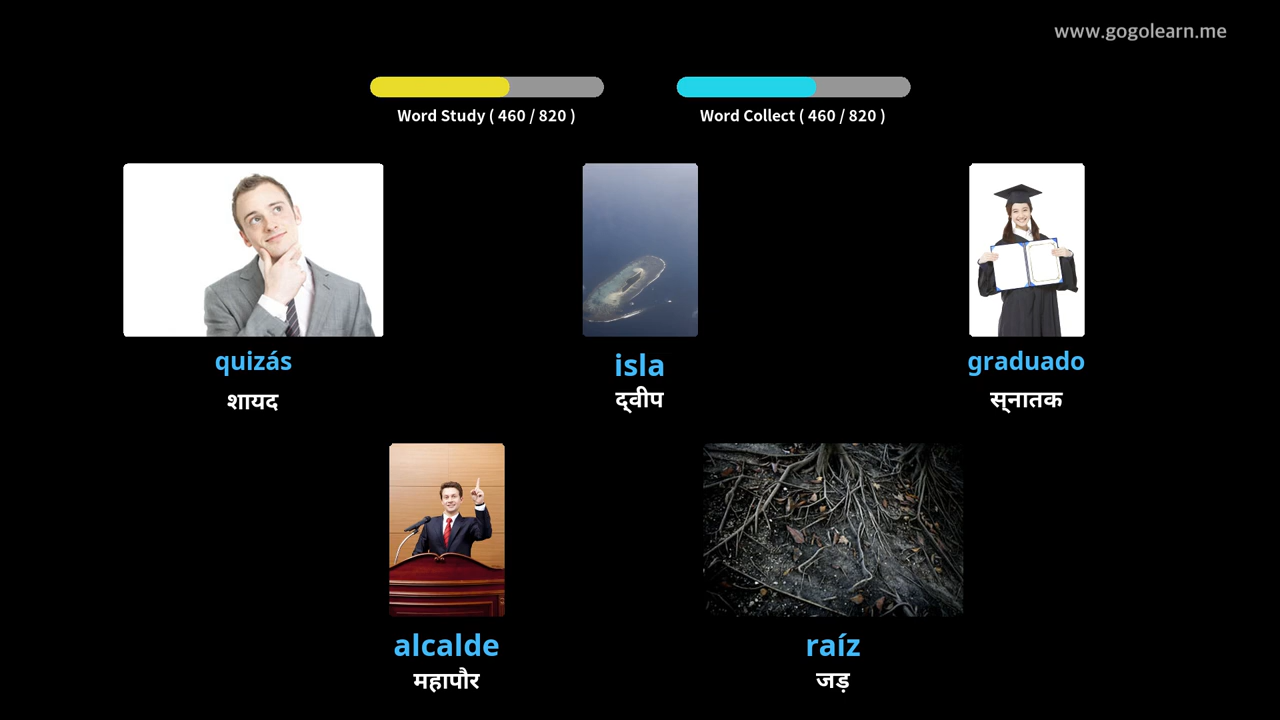 www.gogolearn.me
Word Study ( 460 / 820 )
Word Collect ( 460 / 820 )
quizás
शायद
isla
द्वीप
graduado
स्नातक
alcalde
महापौर
raíz
जड़